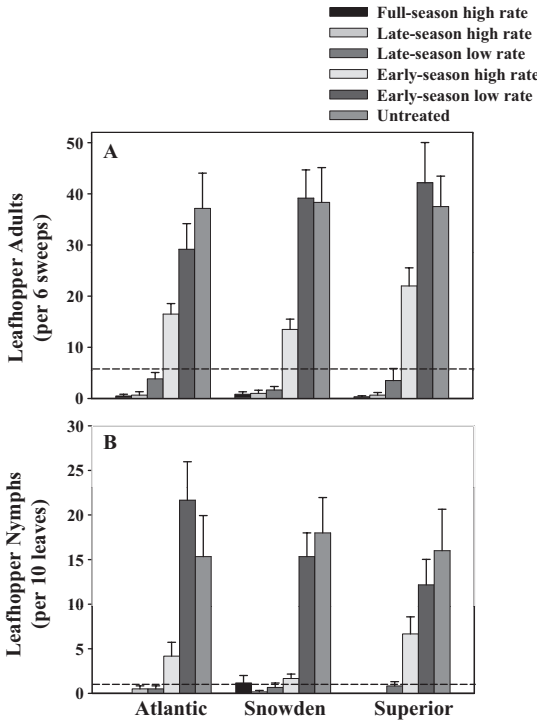 Full-season high rate
Late-season high rate
Late-season low rate
Early-season high rate
Early-season low rate
Untreated
A
50
40
30
20
10
0
Leafhopper Adults
(per 6 sweeps)
B
30
25
20
15
10
5
0
Leafhopper Nymphs
(per 10 leaves)
Atlantic Snowden Superior